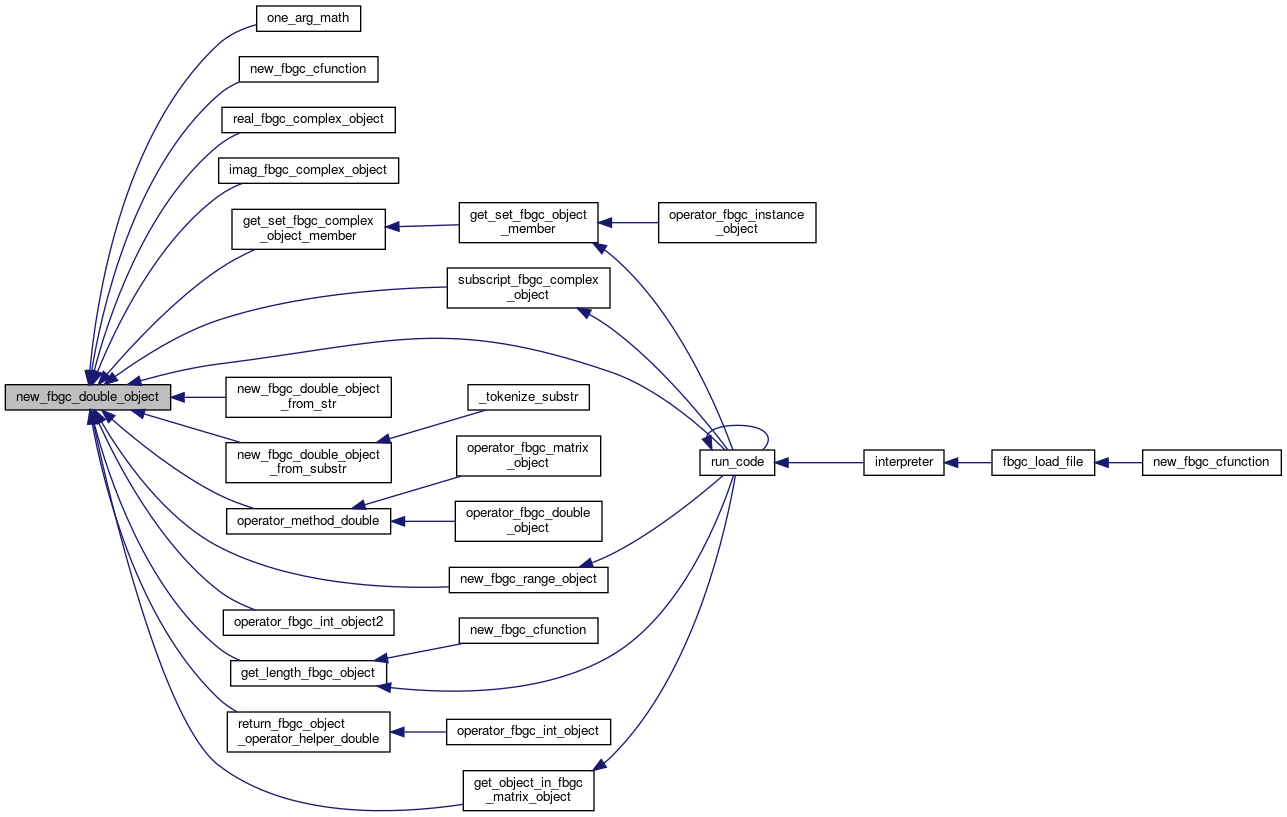 one_arg_math
new_fbgc_cfunction
real_fbgc_complex_object
imag_fbgc_complex_object
get_set_fbgc_complex
_object_member
get_set_fbgc_object
_member
operator_fbgc_instance
_object
subscript_fbgc_complex
_object
new_fbgc_double_object
new_fbgc_double_object
_from_str
_tokenize_substr
new_fbgc_double_object
_from_substr
operator_fbgc_matrix
_object
run_code
interpreter
fbgc_load_file
new_fbgc_cfunction
operator_method_double
operator_fbgc_double
_object
new_fbgc_range_object
operator_fbgc_int_object2
new_fbgc_cfunction
get_length_fbgc_object
return_fbgc_object
_operator_helper_double
operator_fbgc_int_object
get_object_in_fbgc
_matrix_object